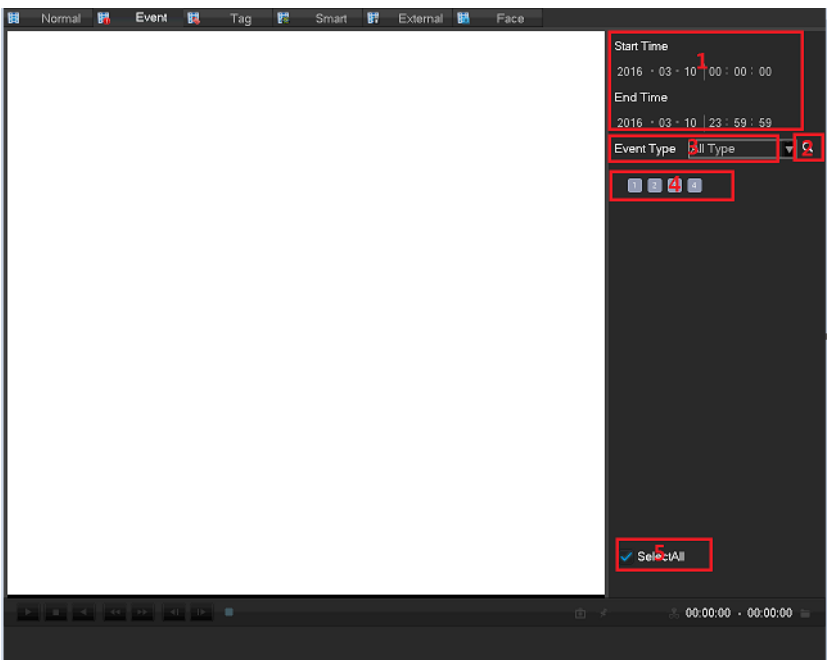 Normal Event Tag Smart External Face
Start Time
2016 - 03 - 10 00 : 00 : 00
1
End Time
2016 - 03 - 10 23 : 59 : 59
Event Type All Type
3
2
1 2 4
4
SelectAll
5
00:00:00 - 00:00:00